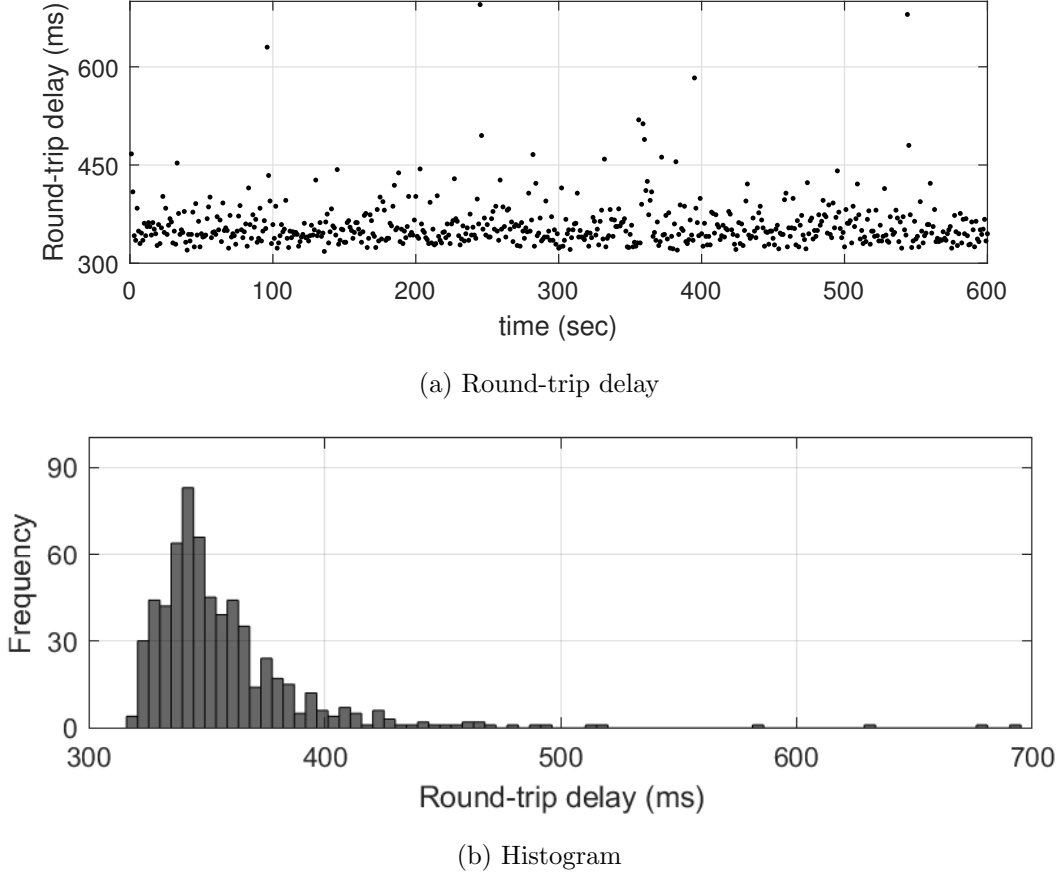 Round-trip delay (ms)
600
450
300
0 100 200 300 400 500 600
time (sec)
(a) Round-trip delay
Frequency
90
60
30
0
300 400 500 600 700
Round-trip delay (ms)
(b) Histogram